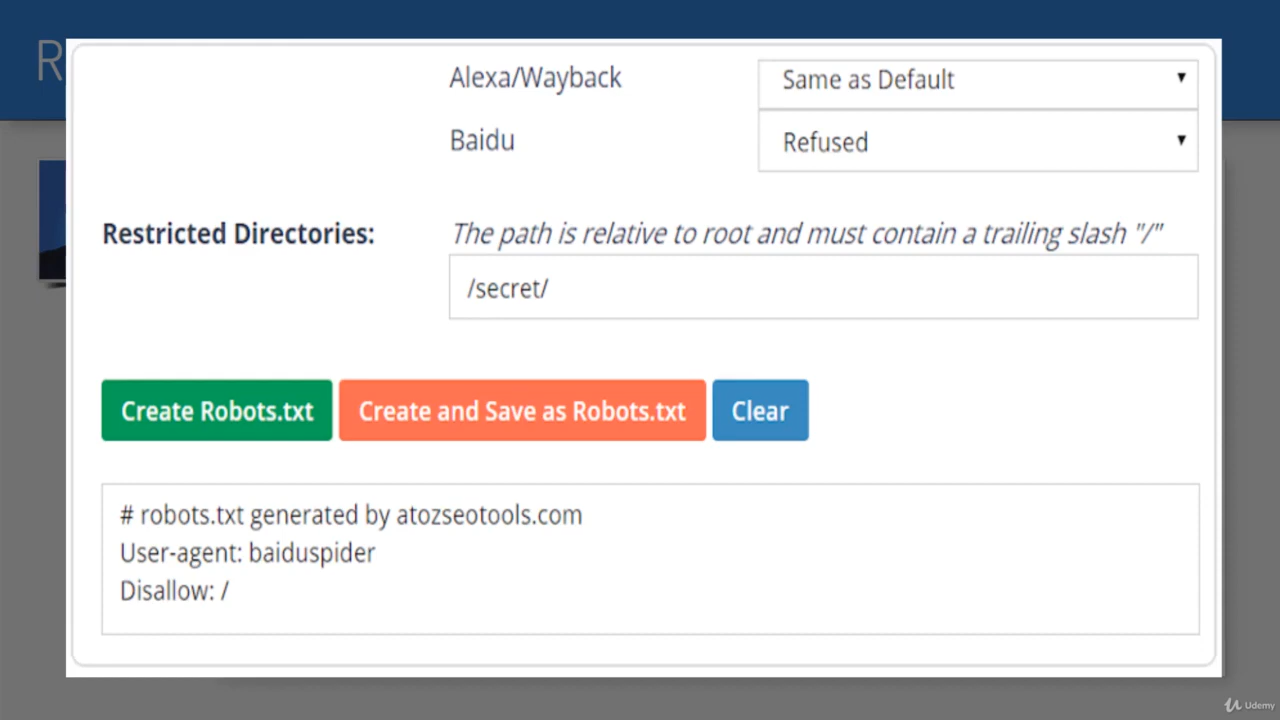 R
Alexa/Wayback Same as Default
Baidu Refused
Restricted Directories: The path is relative to root and must contain a trailing slash "/"
/secret/
Create Robots.txt Create and Save as Robots.txt Clear
# robots.txt generated by atozseotools.com
User-agent: baiduspider
Disallow: /
Udemy